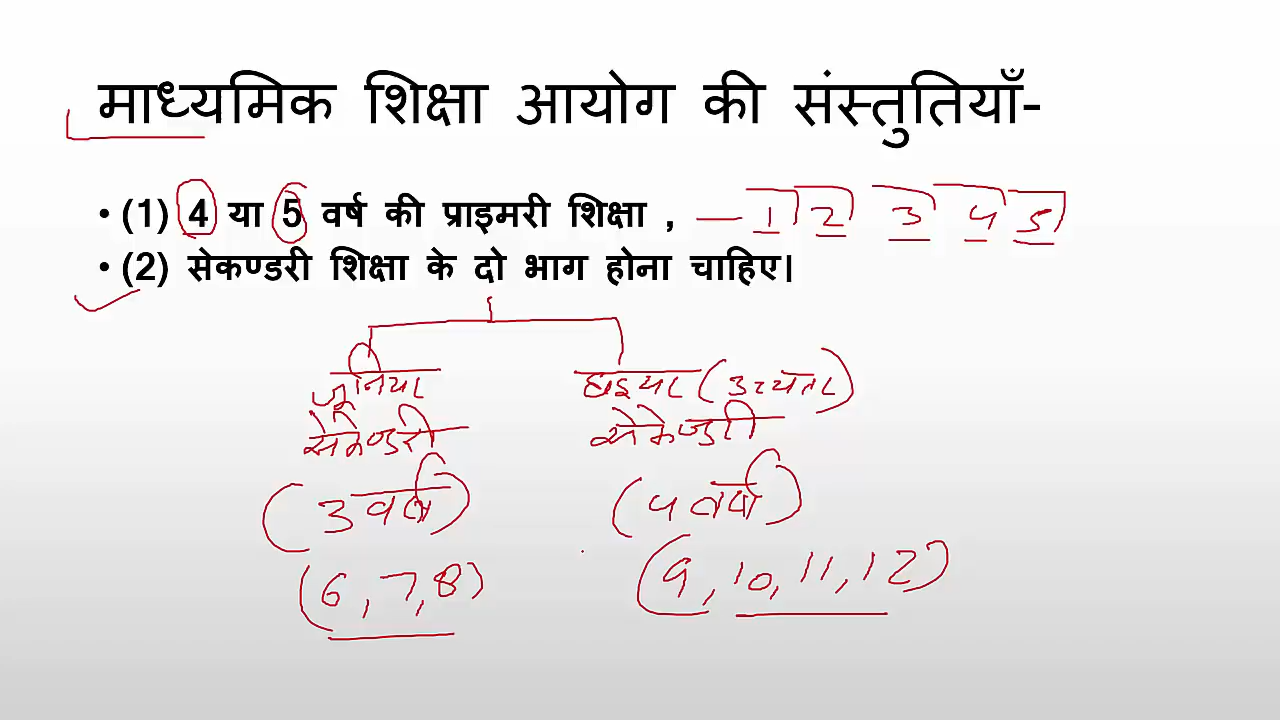 माध्यमिक शिक्षा आयोग की संस्तुतियाँ-
• (1) 4 या 5 वर्ष की प्राइमरी शिक्षा , — 1 2 3 4 5
• (2) सेकण्डरी शिक्षा के दो भाग होना चाहिए।
जूनियर हाइयर (उच्चतर)
सेकेण्डरी सेकेण्डरी
(3 वर्ष) (4 वर्ष)
(6, 7, 8) (9, 10, 11, 12)